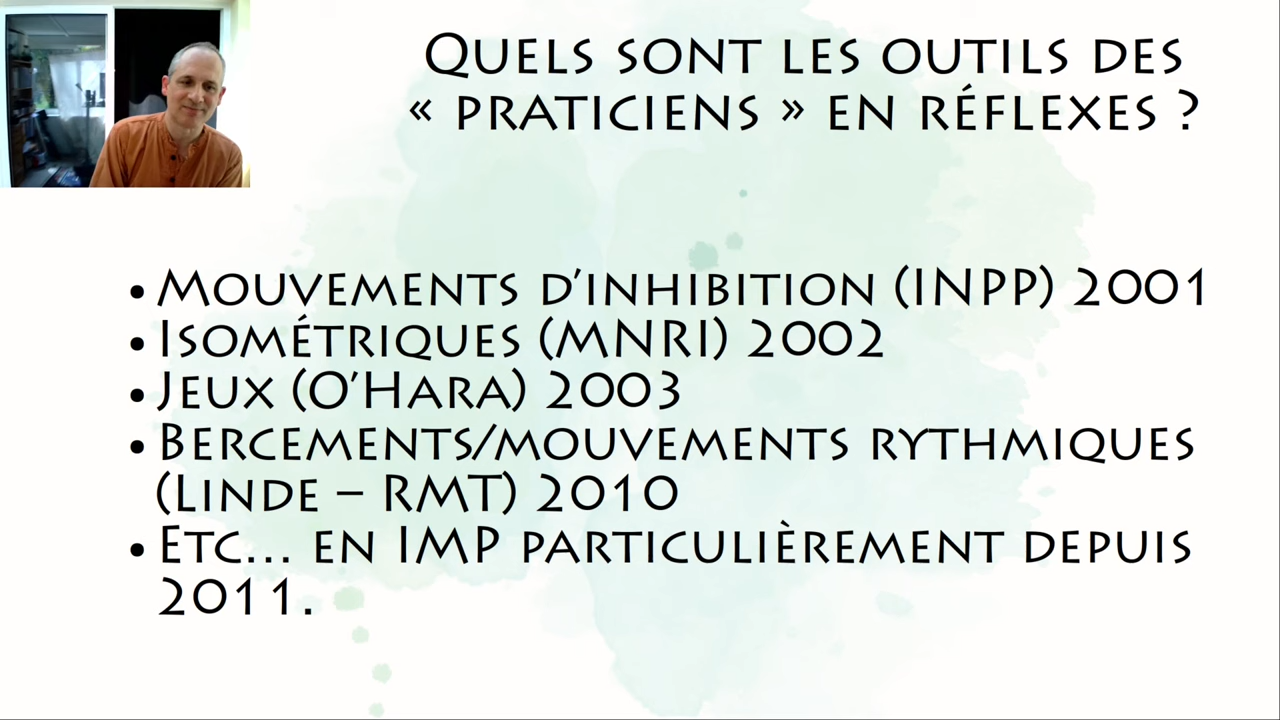 Quels sont les outils des
« praticiens » en réflexes ?
• Mouvements d'inhibition (INPP) 2001
• Isométriques (MNRI) 2002
• Jeux (O'Hara) 2003
• Bercements/mouvements rythmiques
(Linde – RMT) 2010
• Etc... en IMP particulièrement depuis
2011.